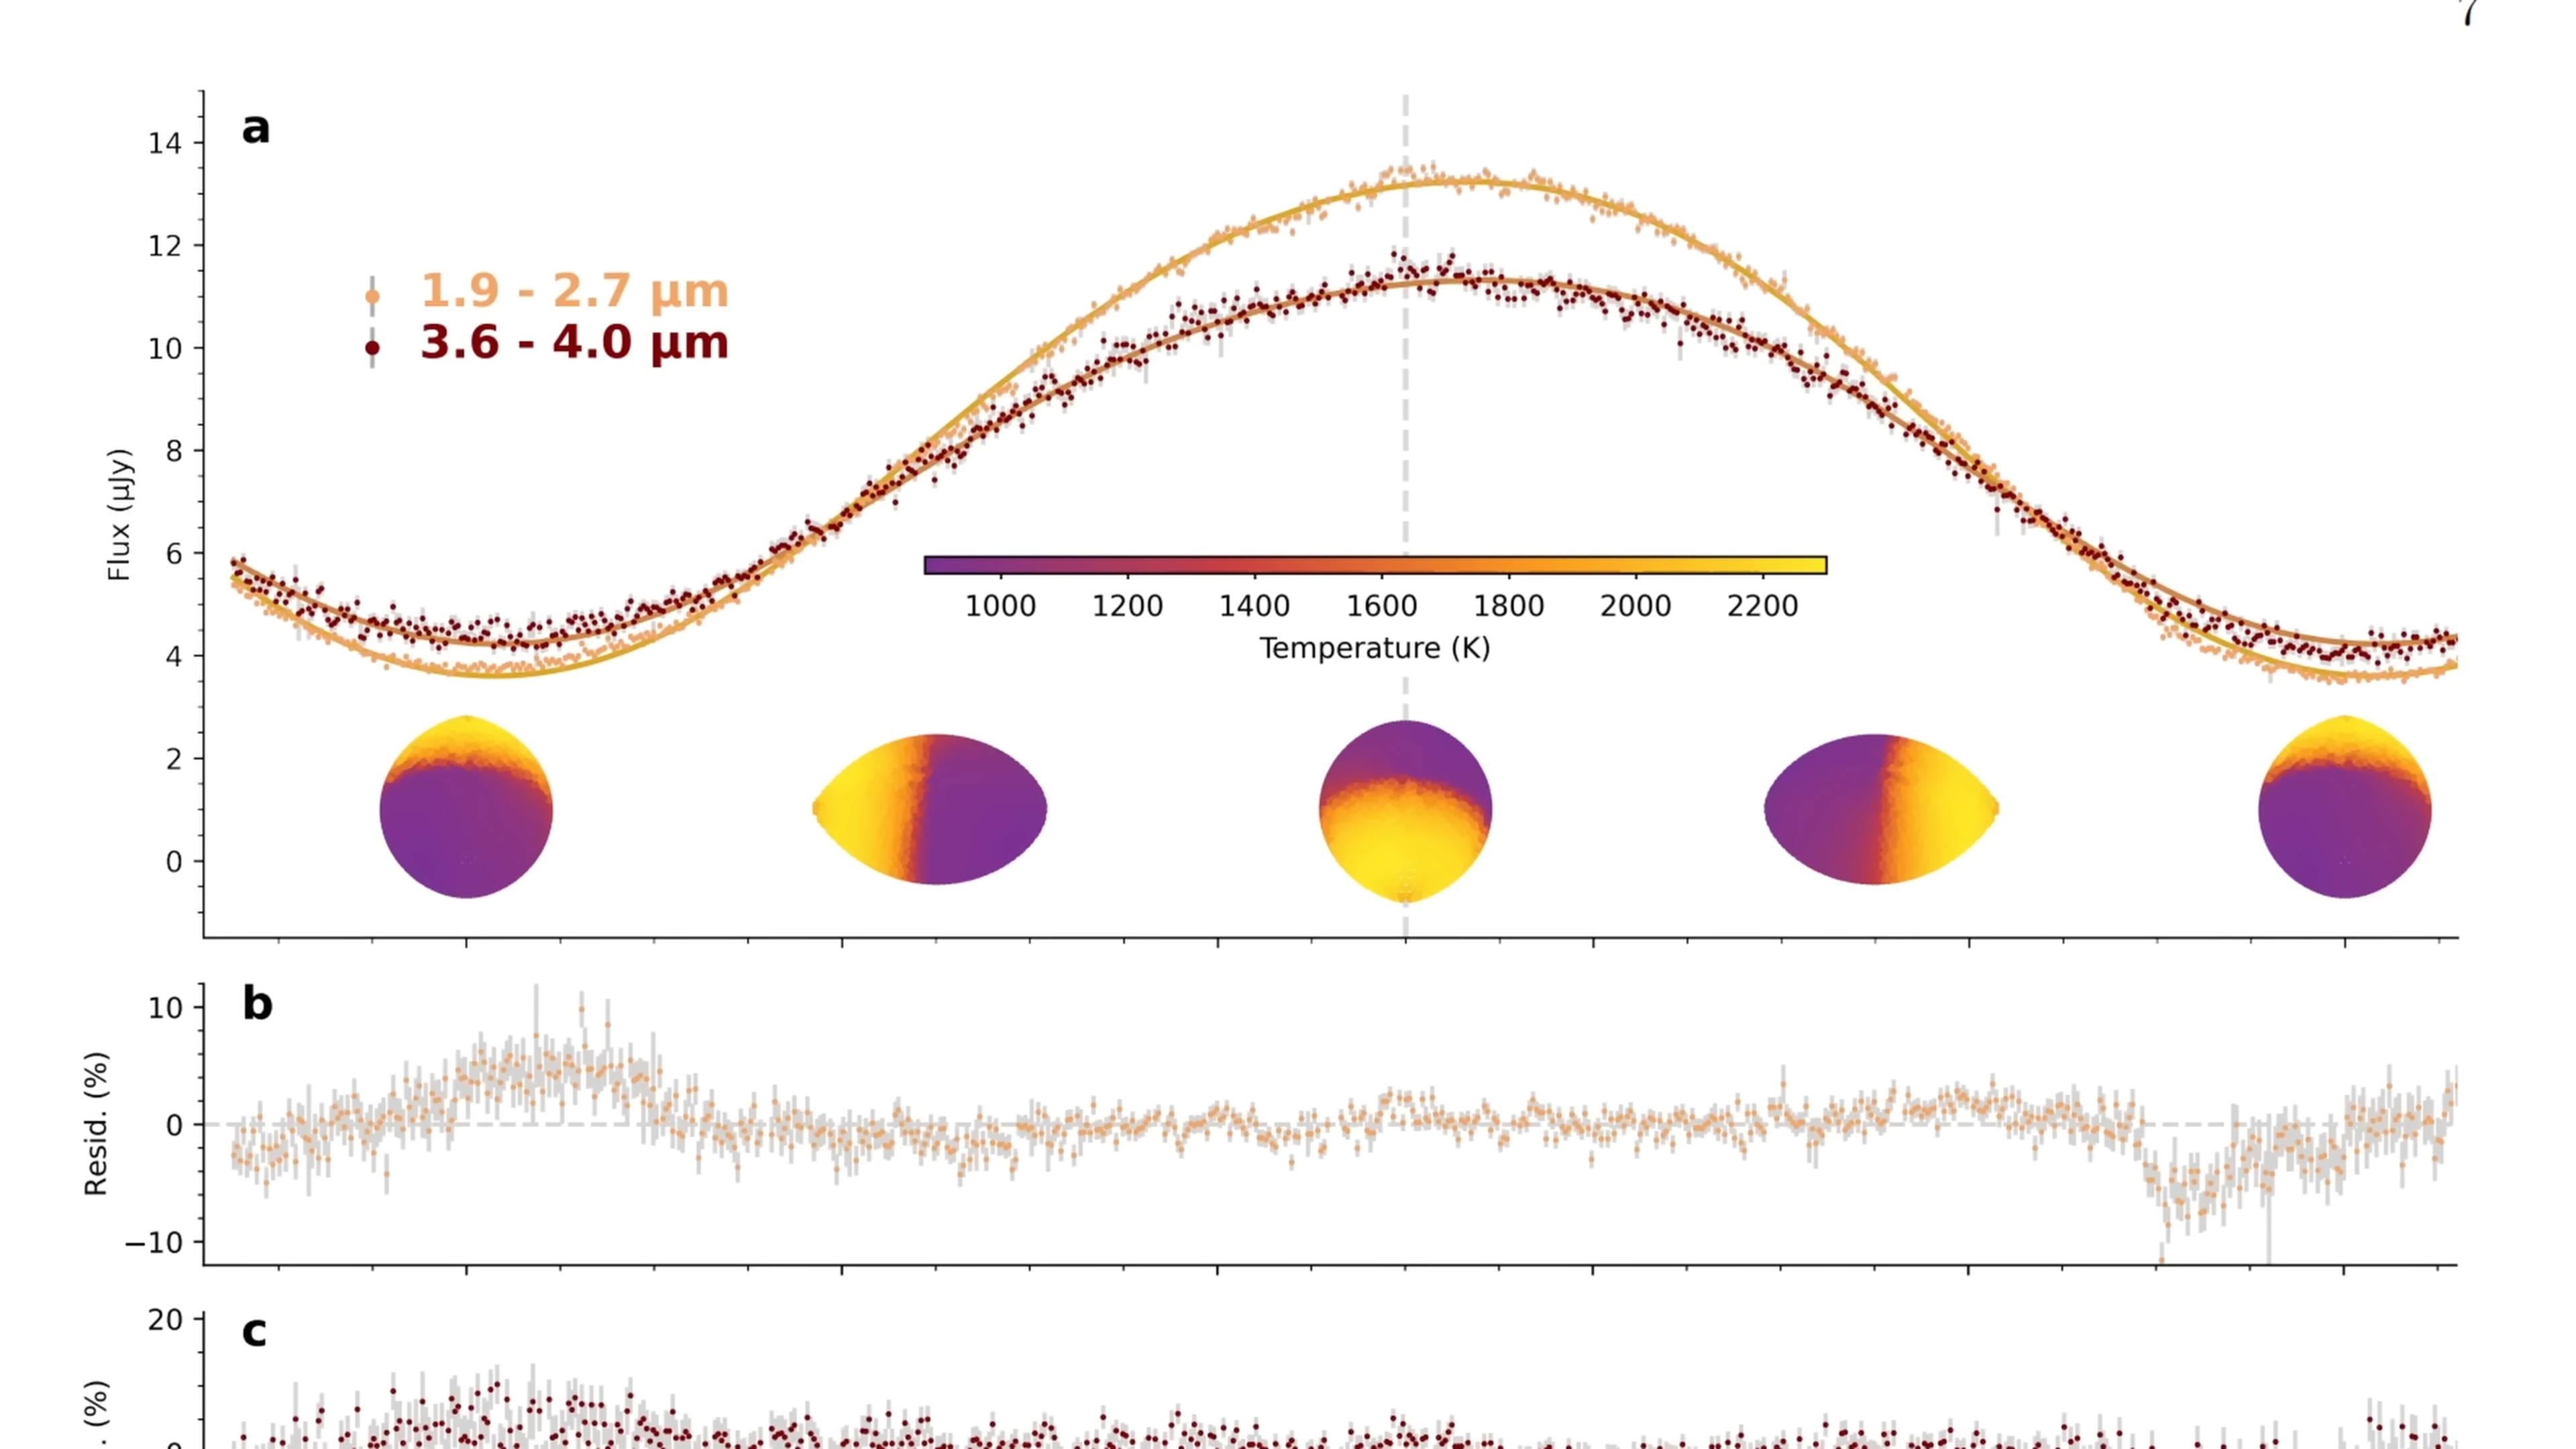 7
a
14
12
10
8
6
4
2
0
Flux (µJy)
1.9 - 2.7 µm
3.6 - 4.0 µm
1000 1200 1400 1600 1800 2000 2200
Temperature (K)
b
10
0
−10
Resid. (%)
c
20
. (%)